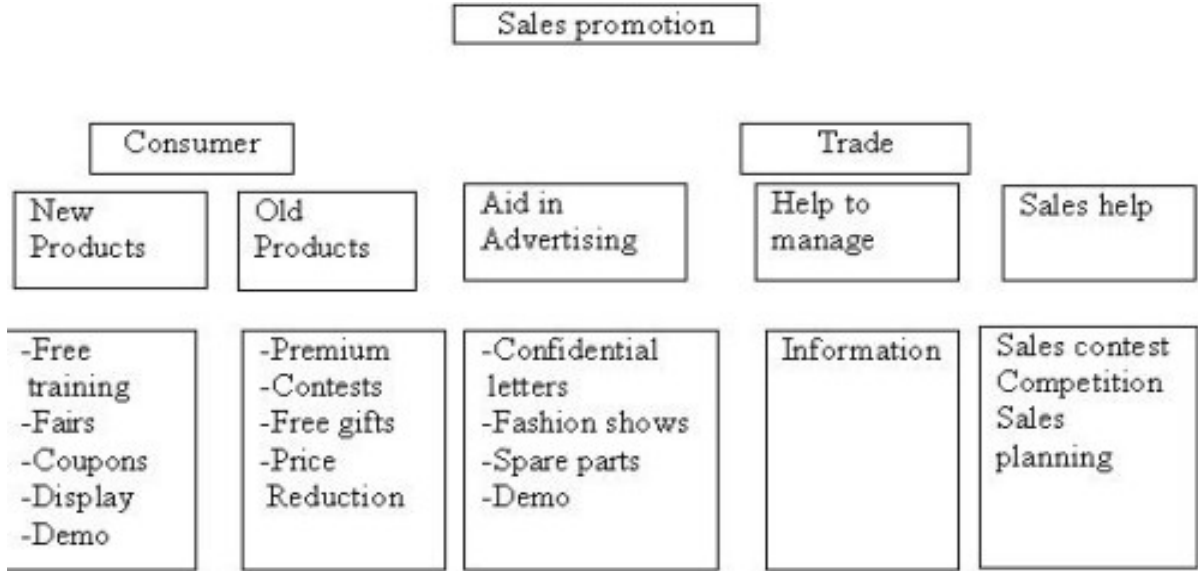 Sales promotion
Consumer
Trade
New
Products
Old
Products
Aid in
Advertising
Help to
manage
Sales help
-Free
training
-Fairs
-Coupons
-Display
-Demo
-Premium
-Contests
-Free gifts
-Price
Reduction
-Confidential
letters
-Fashion shows
-Spare parts
-Demo
Information
Sales contest
Competition
Sales
planning